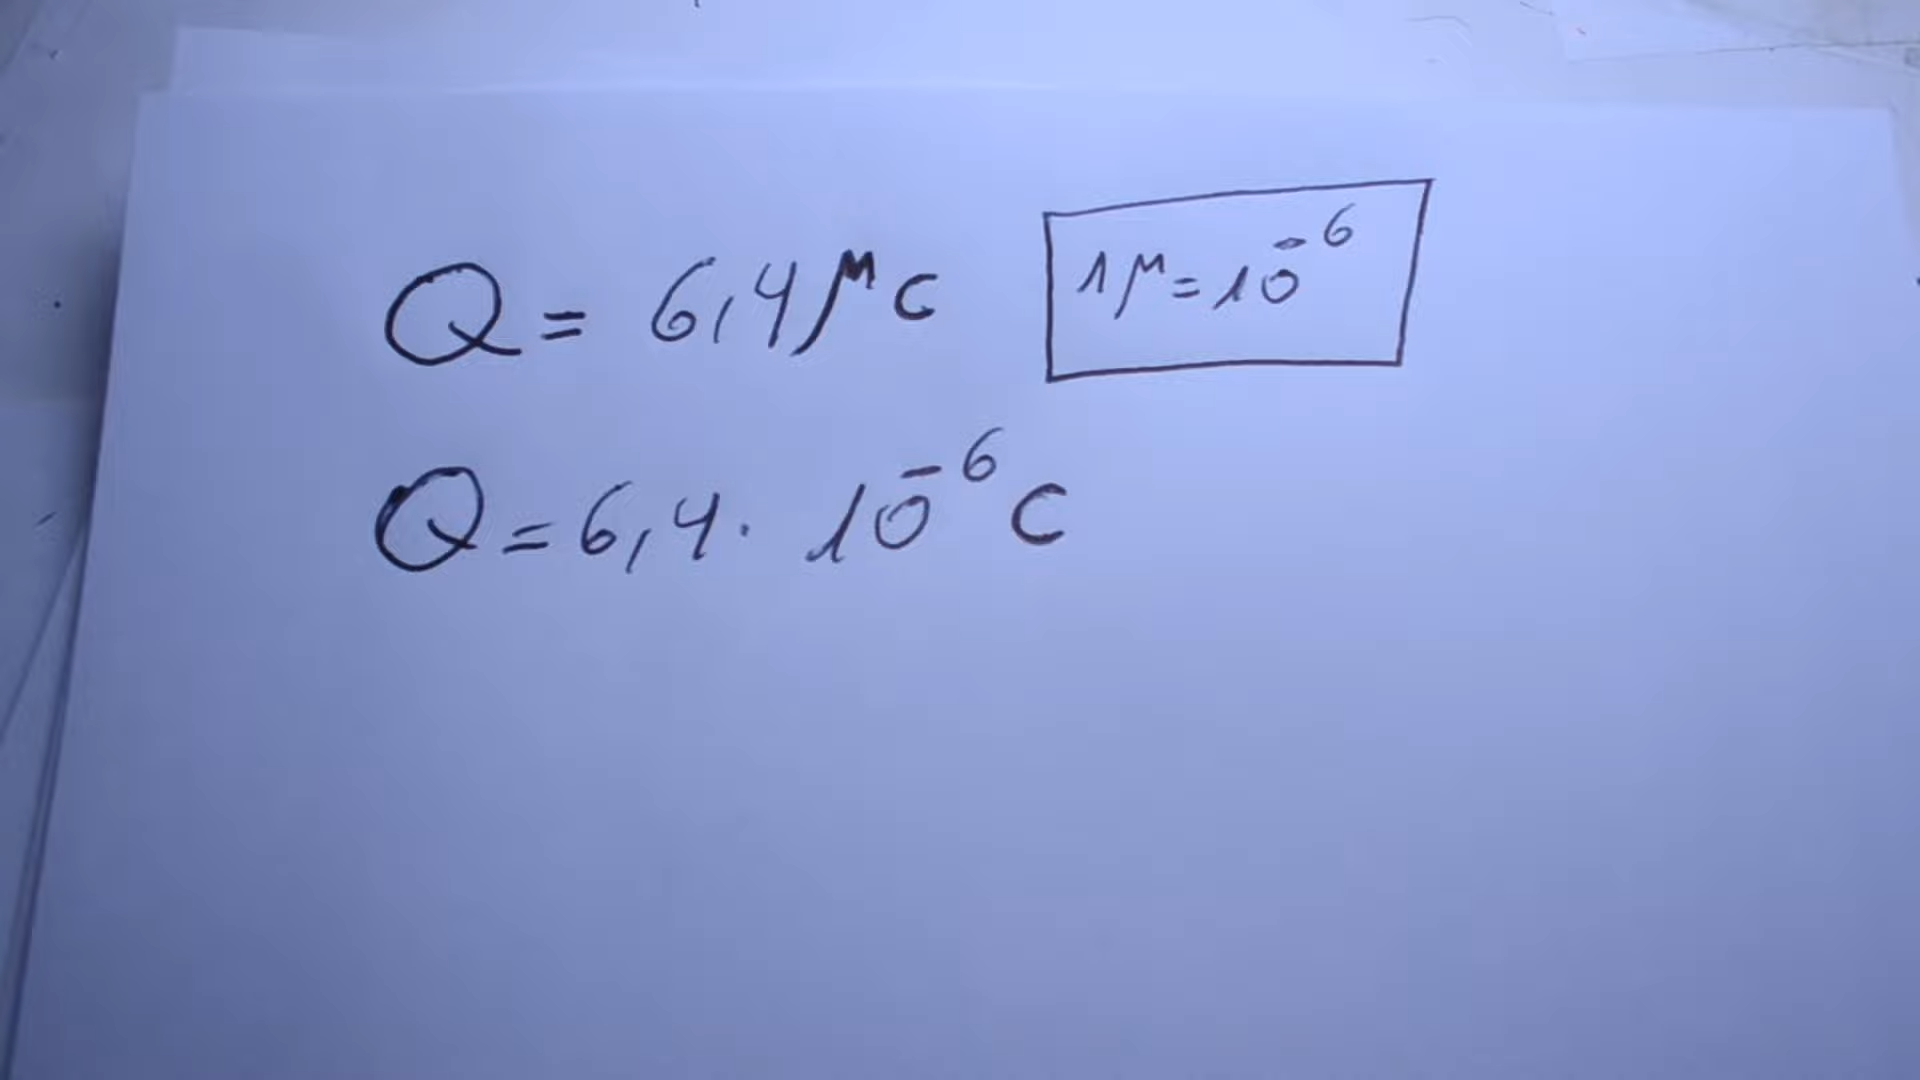 Q = 6,4 μC
1μ = 10⁻⁶
Q = 6,4 · 10⁻⁶ C